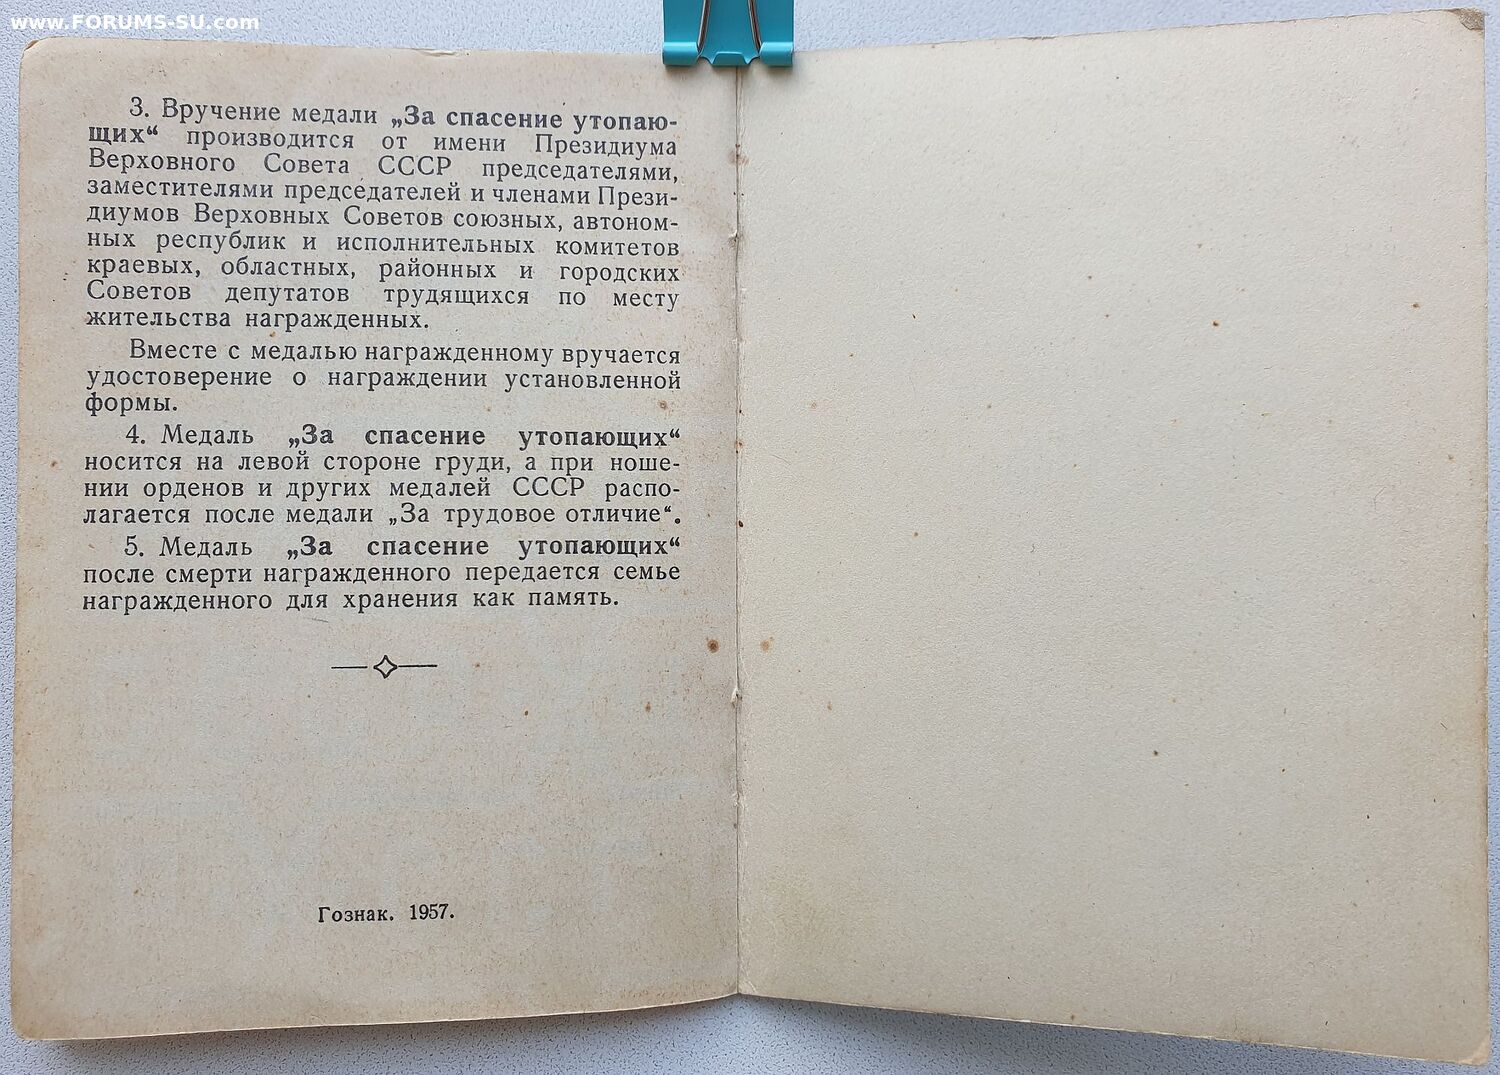 www.FORUMS-SU.com
3. Вручение медали „За спасение утопаю-
щих“ производится от имени Президиума
Верховного Совета СССР председателями,
заместителями председателей и членами Прези-
диумов Верховных Советов союзных, автоном-
ных республик и исполнительных комитетов
краевых, областных, районных и городских
Советов депутатов трудящихся по месту
жительства награжденных.
Вместе с медалью награжденному вручается
удостоверение о награждении установленной
формы.
4. Медаль „За спасение утопающих“
носится на левой стороне груди, а при ноше-
нии орденов и других медалей СССР распо-
лагается после медали „За трудовое отличие“.
5. Медаль „За спасение утопающих“
после смерти награжденного передается семье
награжденного для хранения как память.
Гознак. 1957.